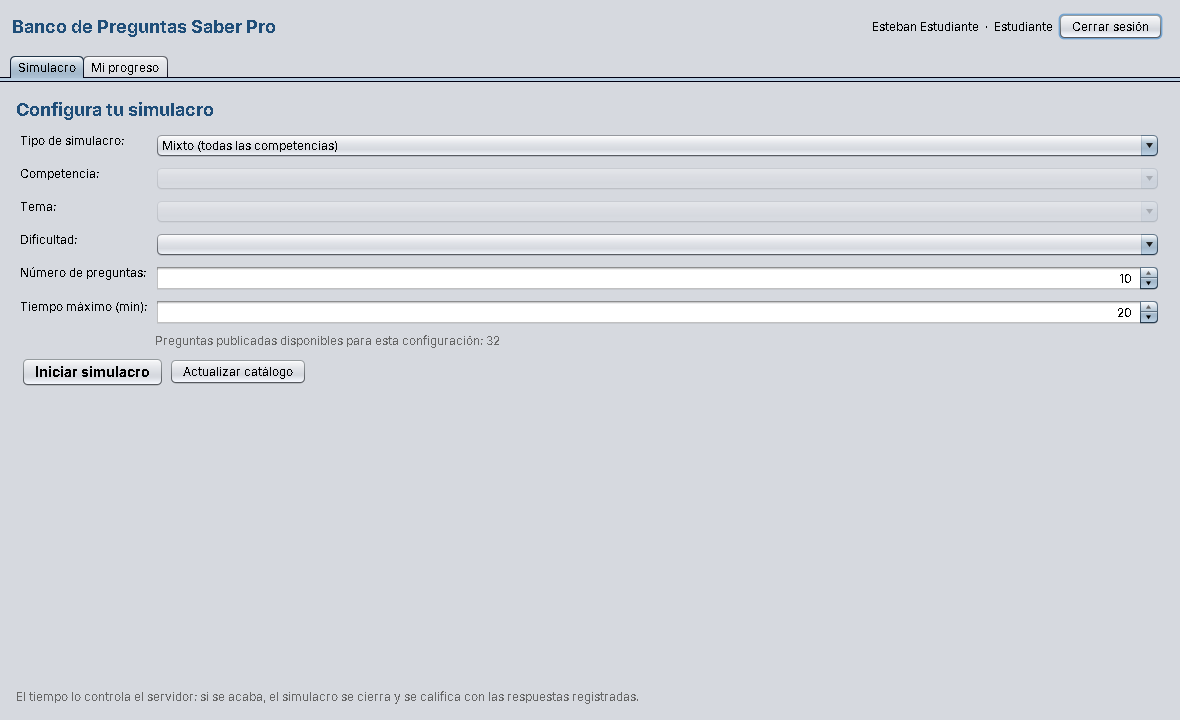 Banco de Preguntas Saber Pro
Esteban Estudiante · Estudiante
Cerrar sesión
Simulacro
Mi progreso
Configura tu simulacro
Tipo de simulacro:
Mixto (todas las competencias)
Competencia:
Tema:
Dificultad:
Número de preguntas:
10
Tiempo máximo (min):
20
Preguntas publicadas disponibles para esta configuración: 32
Iniciar simulacro
Actualizar catálogo
El tiempo lo controla el servidor: si se acaba, el simulacro se cierra y se califica con las respuestas registradas.